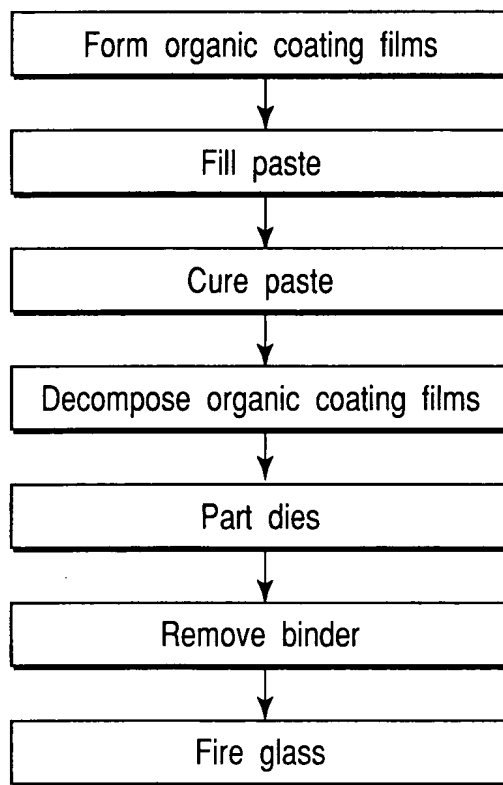 Form organic coating films
Fill paste
Cure paste
Decompose organic coating films
Part dies
Remove binder
Fire glass